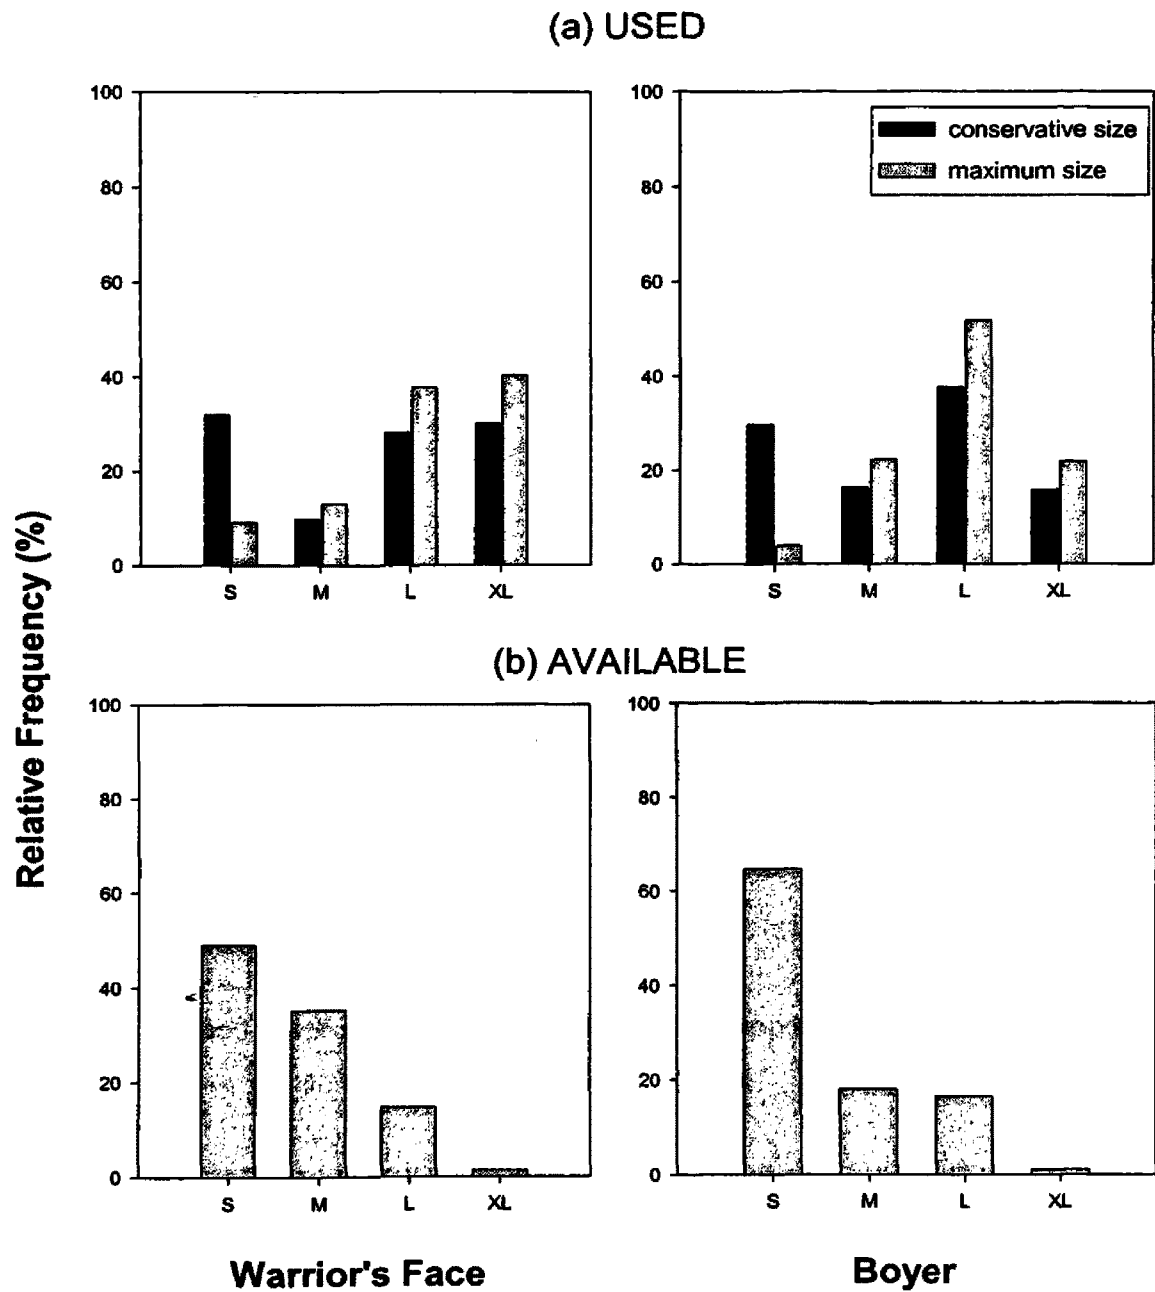 (a) USED
100
80
60
40
20
0
S M L XL
100
80
60
40
20
0
S M L XL
conservative size
maximum size
Relative Frequency (%)
(b) AVAILABLE
100
80
60
40
20
0
S M L XL
100
80
60
40
20
0
S M L XL
Warrior's Face
Boyer